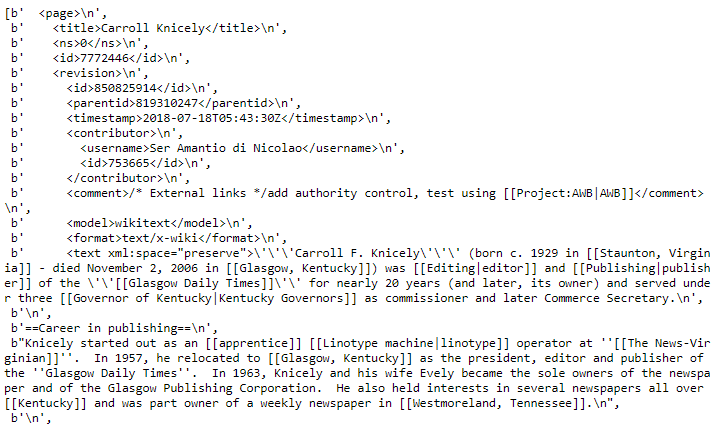 [b'  <page>\n',
 b'    <title>Carroll Knicely</title>\n',
 b'    <ns>0</ns>\n',
 b'    <id>7772446</id>\n',
 b'    <revision>\n',
 b'      <id>850825914</id>\n',
 b'      <parentid>819310247</parentid>\n',
 b'      <timestamp>2018-07-18T05:43:30Z</timestamp>\n',
 b'      <contributor>\n',
 b'        <username>Ser Amantio di Nicolao</username>\n',
 b'        <id>753665</id>\n',
 b'      </contributor>\n',
 b'      <comment>/* External links */add authority control, test using [[Project:AWB|AWB]]</comment>
\n',
 b'      <model>wikitext</model>\n',
 b'      <format>text/x-wiki</format>\n',
 b'      <text xml:space="preserve">\'\'\'Carroll F. Knicely\'\'\' (born c. 1929 in [[Staunton, Virgin
ia]] - died November 2, 2006 in [[Glasgow, Kentucky]]) was [[Editing|editor]] and [[Publishing|publish
er]] of the \'\'[[Glasgow Daily Times]]\'\' for nearly 20 years (and later, its owner) and served unde
r three [[Governor of Kentucky|Kentucky Governors]] as commissioner and later Commerce Secretary.\n',
 b'\n',
 b'==Career in publishing==\n',
 b"Knicely started out as an [[apprentice]] [[Linotype machine|linotype]] operator at ''[[The News-Vir
ginian]]''.  In 1957, he relocated to [[Glasgow, Kentucky]] as the president, editor and publisher of
the ''Glasgow Daily Times''.  In 1963, Knicely and his wife Evely became the sole owners of the newspa
per and of the Glasgow Publishing Corporation.  He also held interests in several newspapers all over
[[Kentucky]] and was part owner of a weekly newspaper in [[Westmoreland, Tennessee]].\n",
 b'\n',